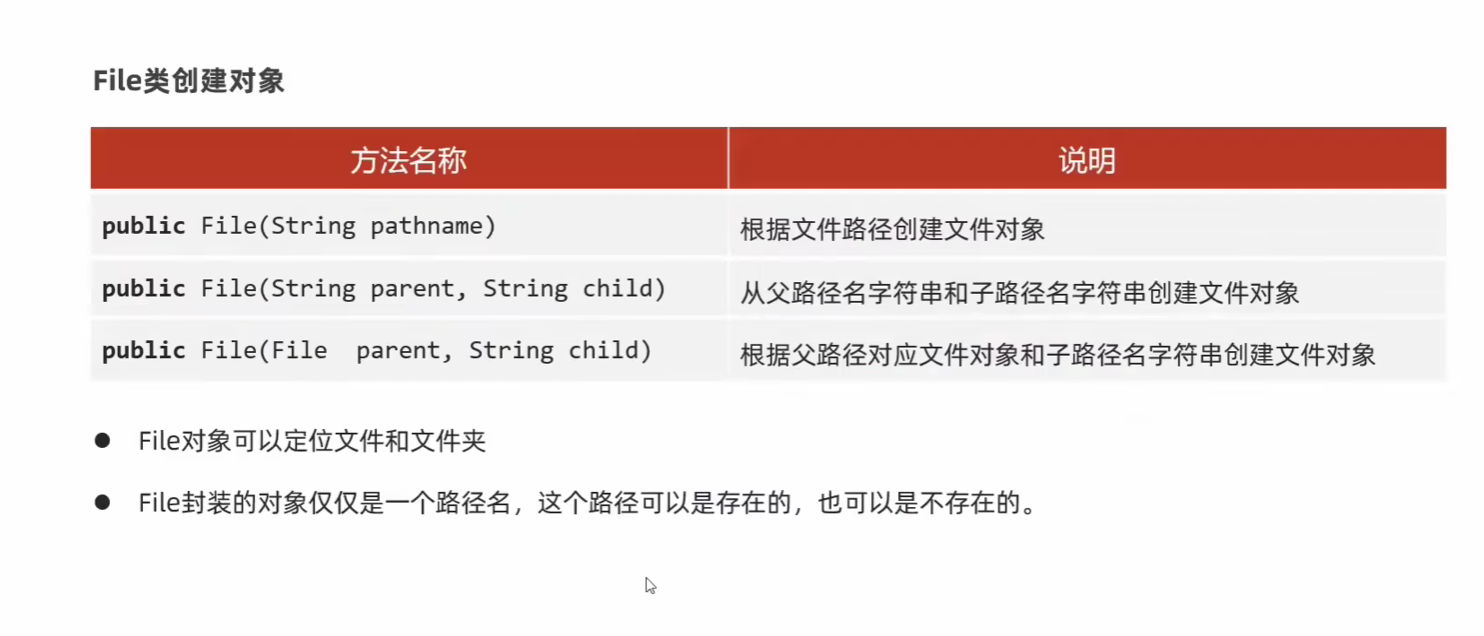 File类创建对象
方法名称 说明
public File(String pathname) 根据文件路径创建文件对象
public File(String parent, String child) 从父路径名字符串和子路径名字符串创建文件对象
public File(File  parent, String child) 根据父路径对应文件对象和子路径名字符串创建文件对象
● File对象可以定位文件和文件夹
● File封装的对象仅仅是一个路径名，这个路径可以是存在的，也可以是不存在的。